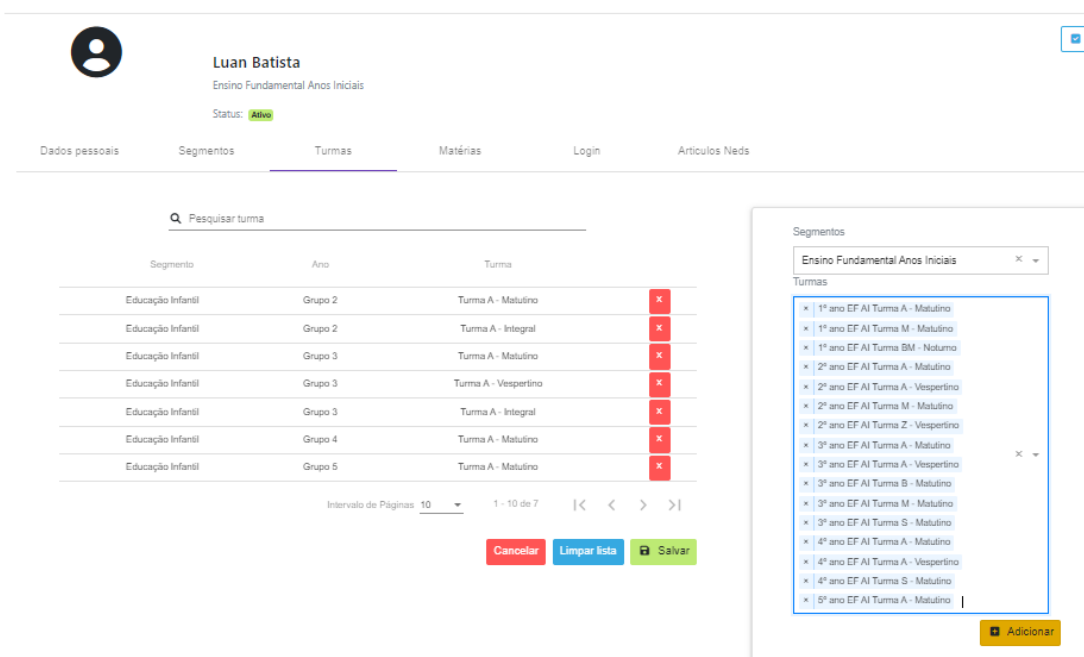 Luan Batista
Ensino Fundamental Anos Iniciais
Status: Ativo
Dados pessoais Segmentos Turmas Matérias Login Articulos Neds
Pesquisar turma
Segmento Ano Turma
Educação Infantil Grupo 2 Turma A - Matutino x
Educação Infantil Grupo 2 Turma A - Integral x
Educação Infantil Grupo 3 Turma A - Matutino x
Educação Infantil Grupo 3 Turma A - Vespertino x
Educação Infantil Grupo 3 Turma A - Integral x
Educação Infantil Grupo 4 Turma A - Matutino x
Educação Infantil Grupo 5 Turma A - Matutino x
Intervalo de Páginas 10 1 - 10 de 7
Cancelar Limpar lista Salvar
Segmentos
Ensino Fundamental Anos Iniciais ×
Turmas
× 1º ano EF AI Turma A - Matutino
× 1º ano EF AI Turma M - Matutino
× 1º ano EF AI Turma BM - Noturno
× 2º ano EF AI Turma A - Matutino
× 2º ano EF AI Turma A - Vespertino
× 2º ano EF AI Turma M - Matutino
× 2º ano EF AI Turma Z - Vespertino
× 3º ano EF AI Turma A - Matutino
× 3º ano EF AI Turma A - Vespertino
× 3º ano EF AI Turma B - Matutino
× 3º ano EF AI Turma M - Matutino
× 3º ano EF AI Turma S - Matutino
× 4º ano EF AI Turma A - Matutino
× 4º ano EF AI Turma A - Vespertino
× 4º ano EF AI Turma S - Matutino
× 5º ano EF AI Turma A - Matutino
Adicionar